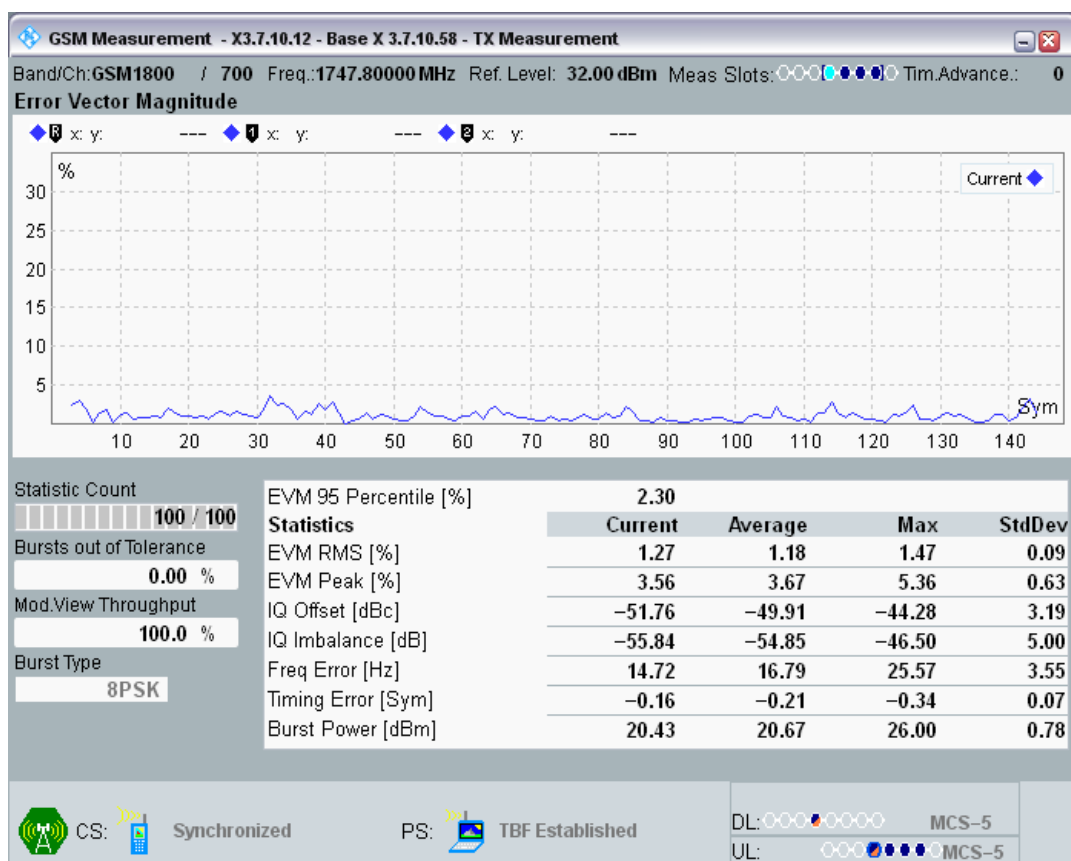 GSM Measurement - X3.7.10.12 - Base X 3.7.10.58 - TX Measurement
Band/Ch:GSM1800 / 700 Freq.:1747.80000 MHz Ref. Level: 32.00 dBm Meas Slots: Tim.Advance.: 0
Error Vector Magnitude
R x: y: --- 1 x: y: --- 2 x: y: ---
%
Current
30
25
20
15
10
5
Sym
10 20 30 40 50 60 70 80 90 100 110 120 130 140
Statistic Count
100 / 100
Bursts out of Tolerance
0.00 %
Mod.View Throughput
100.0 %
Burst Type
8PSK
EVM 95 Percentile [%] 2.30
Statistics Current Average Max StdDev
EVM RMS [%] 1.27 1.18 1.47 0.09
EVM Peak [%] 3.56 3.67 5.36 0.63
IQ Offset [dBc] −51.76 −49.91 −44.28 3.19
IQ Imbalance [dB] −55.84 −54.85 −46.50 5.00
Freq Error [Hz] 14.72 16.79 25.57 3.55
Timing Error [Sym] −0.16 −0.21 −0.34 0.07
Burst Power [dBm] 20.43 20.67 26.00 0.78
CS: Synchronized PS: TBF Established
DL: MCS−5
UL: MCS−5